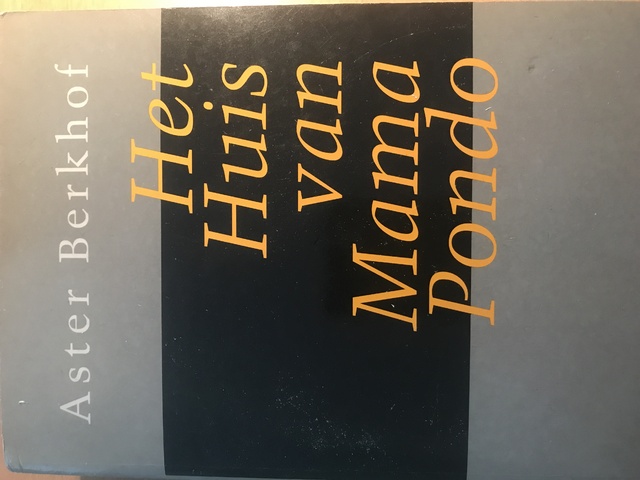 Aster Berkhof
Het
Huis
van
Mama
Pondo